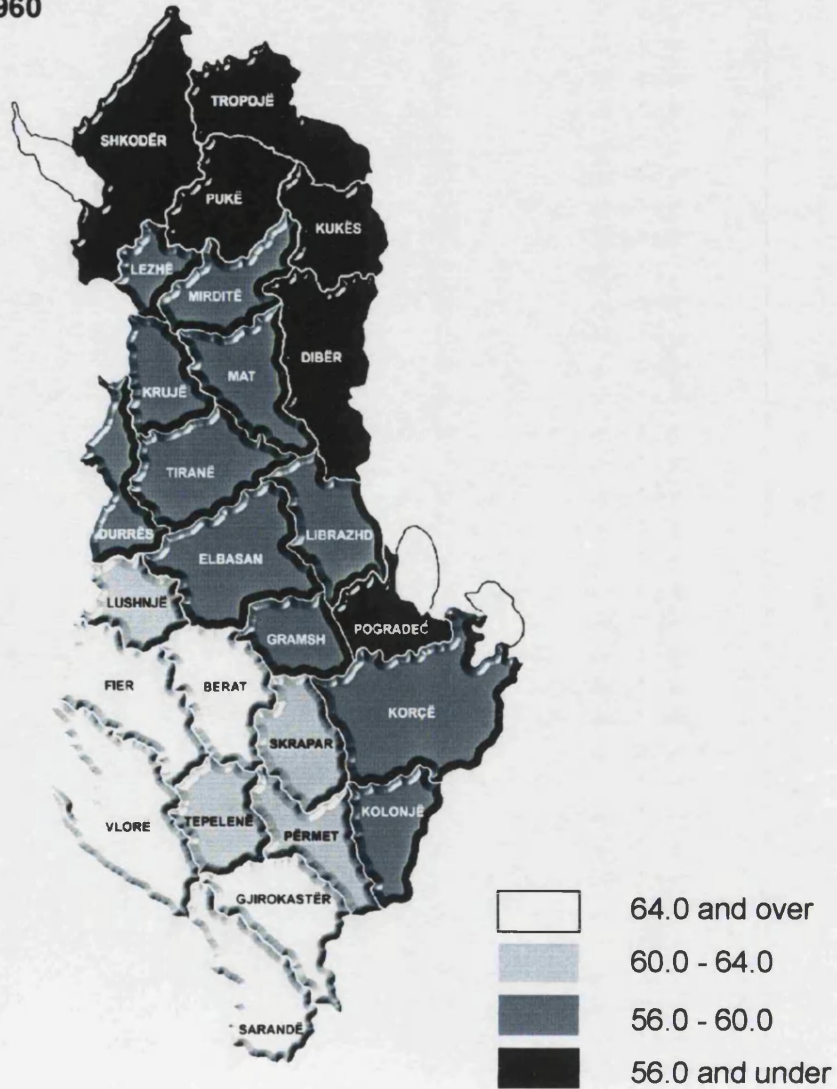 960
TROPOJË
SHKODËR
PUKË
KUKËS
LEZHË
MIRDITË
DIBËR
MAT
KRUJË
TIRANË
DURRËS
LIBRAZHD
ELBASAN
LUSHNJË
POGRADEC
GRAMSH
FIER
BERAT
KORÇË
SKRAPAR
KOLONJË
VLORE
TEPELENË
PËRMET
GJIROKASTËR
SARANDË
64.0 and over
60.0 - 64.0
56.0 - 60.0
56.0 and under